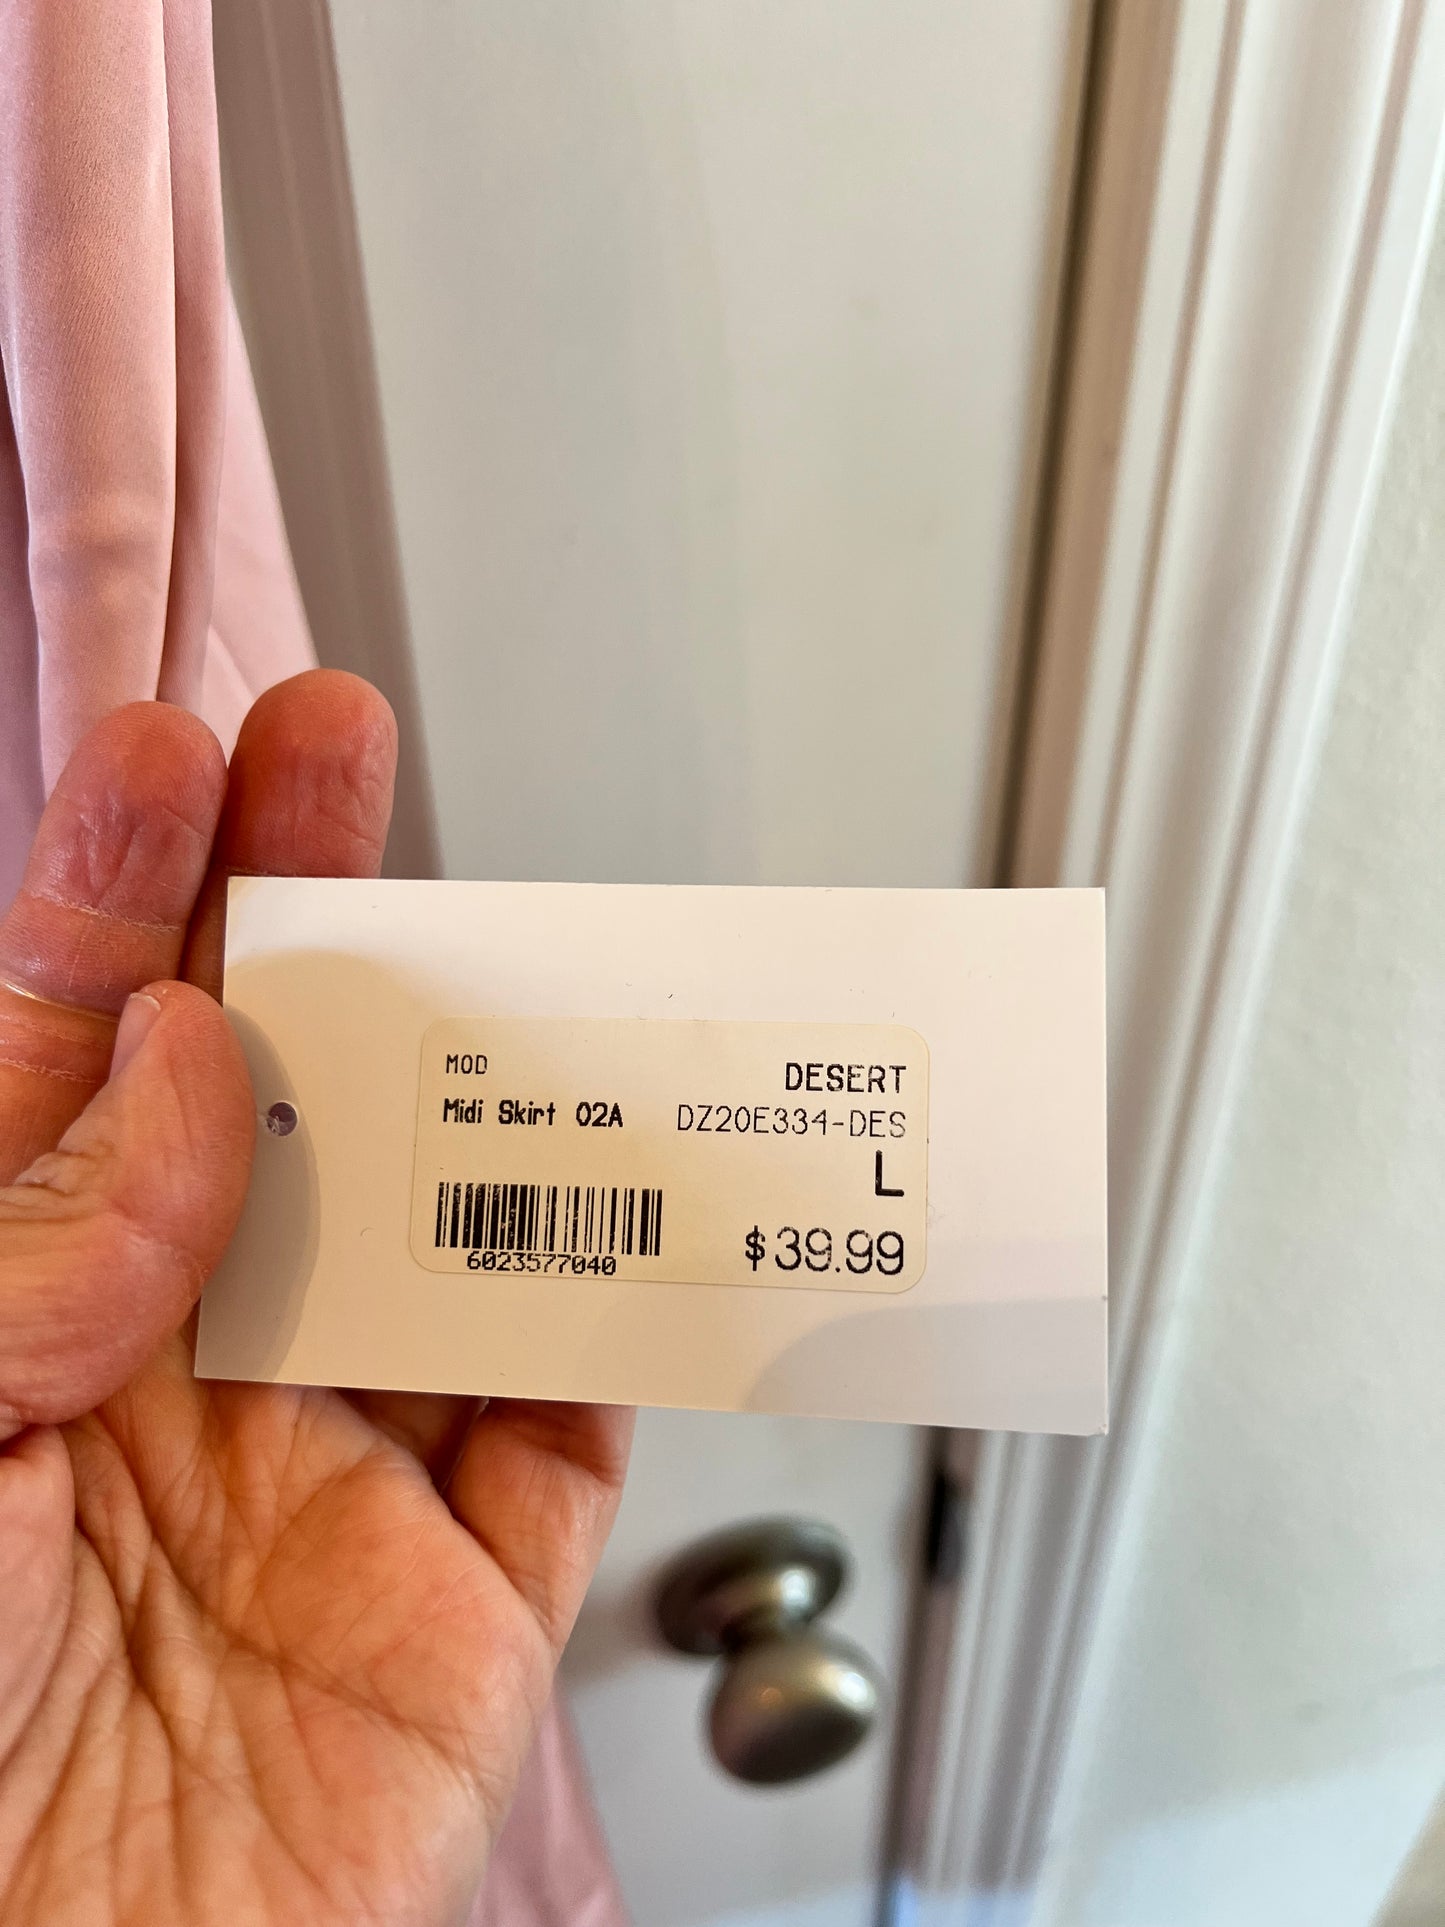 MOD
DESERT
Midi Skirt 02A
DZ20E334-DES
L
6023577040
$39.99